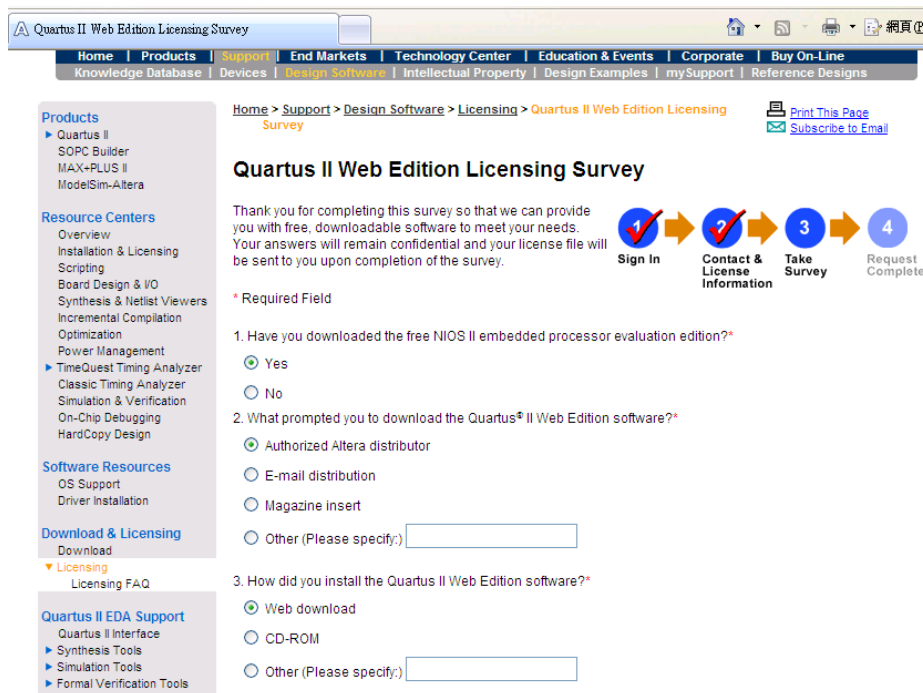 Quartus II Web Edition Licensing Survey
網頁(P
Home | Products | Support | End Markets | Technology Center | Education & Events | Corporate | Buy On-Line
Knowledge Database | Devices | Design Software | Intellectual Property | Design Examples | mySupport | Reference Designs
Products
Quartus II
SOPC Builder
MAX+PLUS II
ModelSim-Altera
Resource Centers
Overview
Installation & Licensing
Scripting
Board Design & I/O
Synthesis & Netlist Viewers
Incremental Compilation
Optimization
Power Management
TimeQuest Timing Analyzer
Classic Timing Analyzer
Simulation & Verification
On-Chip Debugging
HardCopy Design
Software Resources
OS Support
Driver Installation
Download & Licensing
Download
Licensing
Licensing FAQ
Quartus II EDA Support
Quartus II Interface
Synthesis Tools
Simulation Tools
Formal Verification Tools
Home > Support > Design Software > Licensing > Quartus II Web Edition Licensing
Survey
Print This Page
Subscribe to Email
Quartus II Web Edition Licensing Survey
Thank you for completing this survey so that we can provide
you with free, downloadable software to meet your needs.
Your answers will remain confidential and your license file will
be sent to you upon completion of the survey.
1
2
3
4
Sign In
Contact &
License
Information
Take
Survey
Request
Complete
* Required Field
1. Have you downloaded the free NIOS II embedded processor evaluation edition?*
Yes
No
2. What prompted you to download the Quartus® II Web Edition software?*
Authorized Altera distributor
E-mail distribution
Magazine insert
Other (Please specify:)
3. How did you install the Quartus II Web Edition software?*
Web download
CD-ROM
Other (Please specify:)